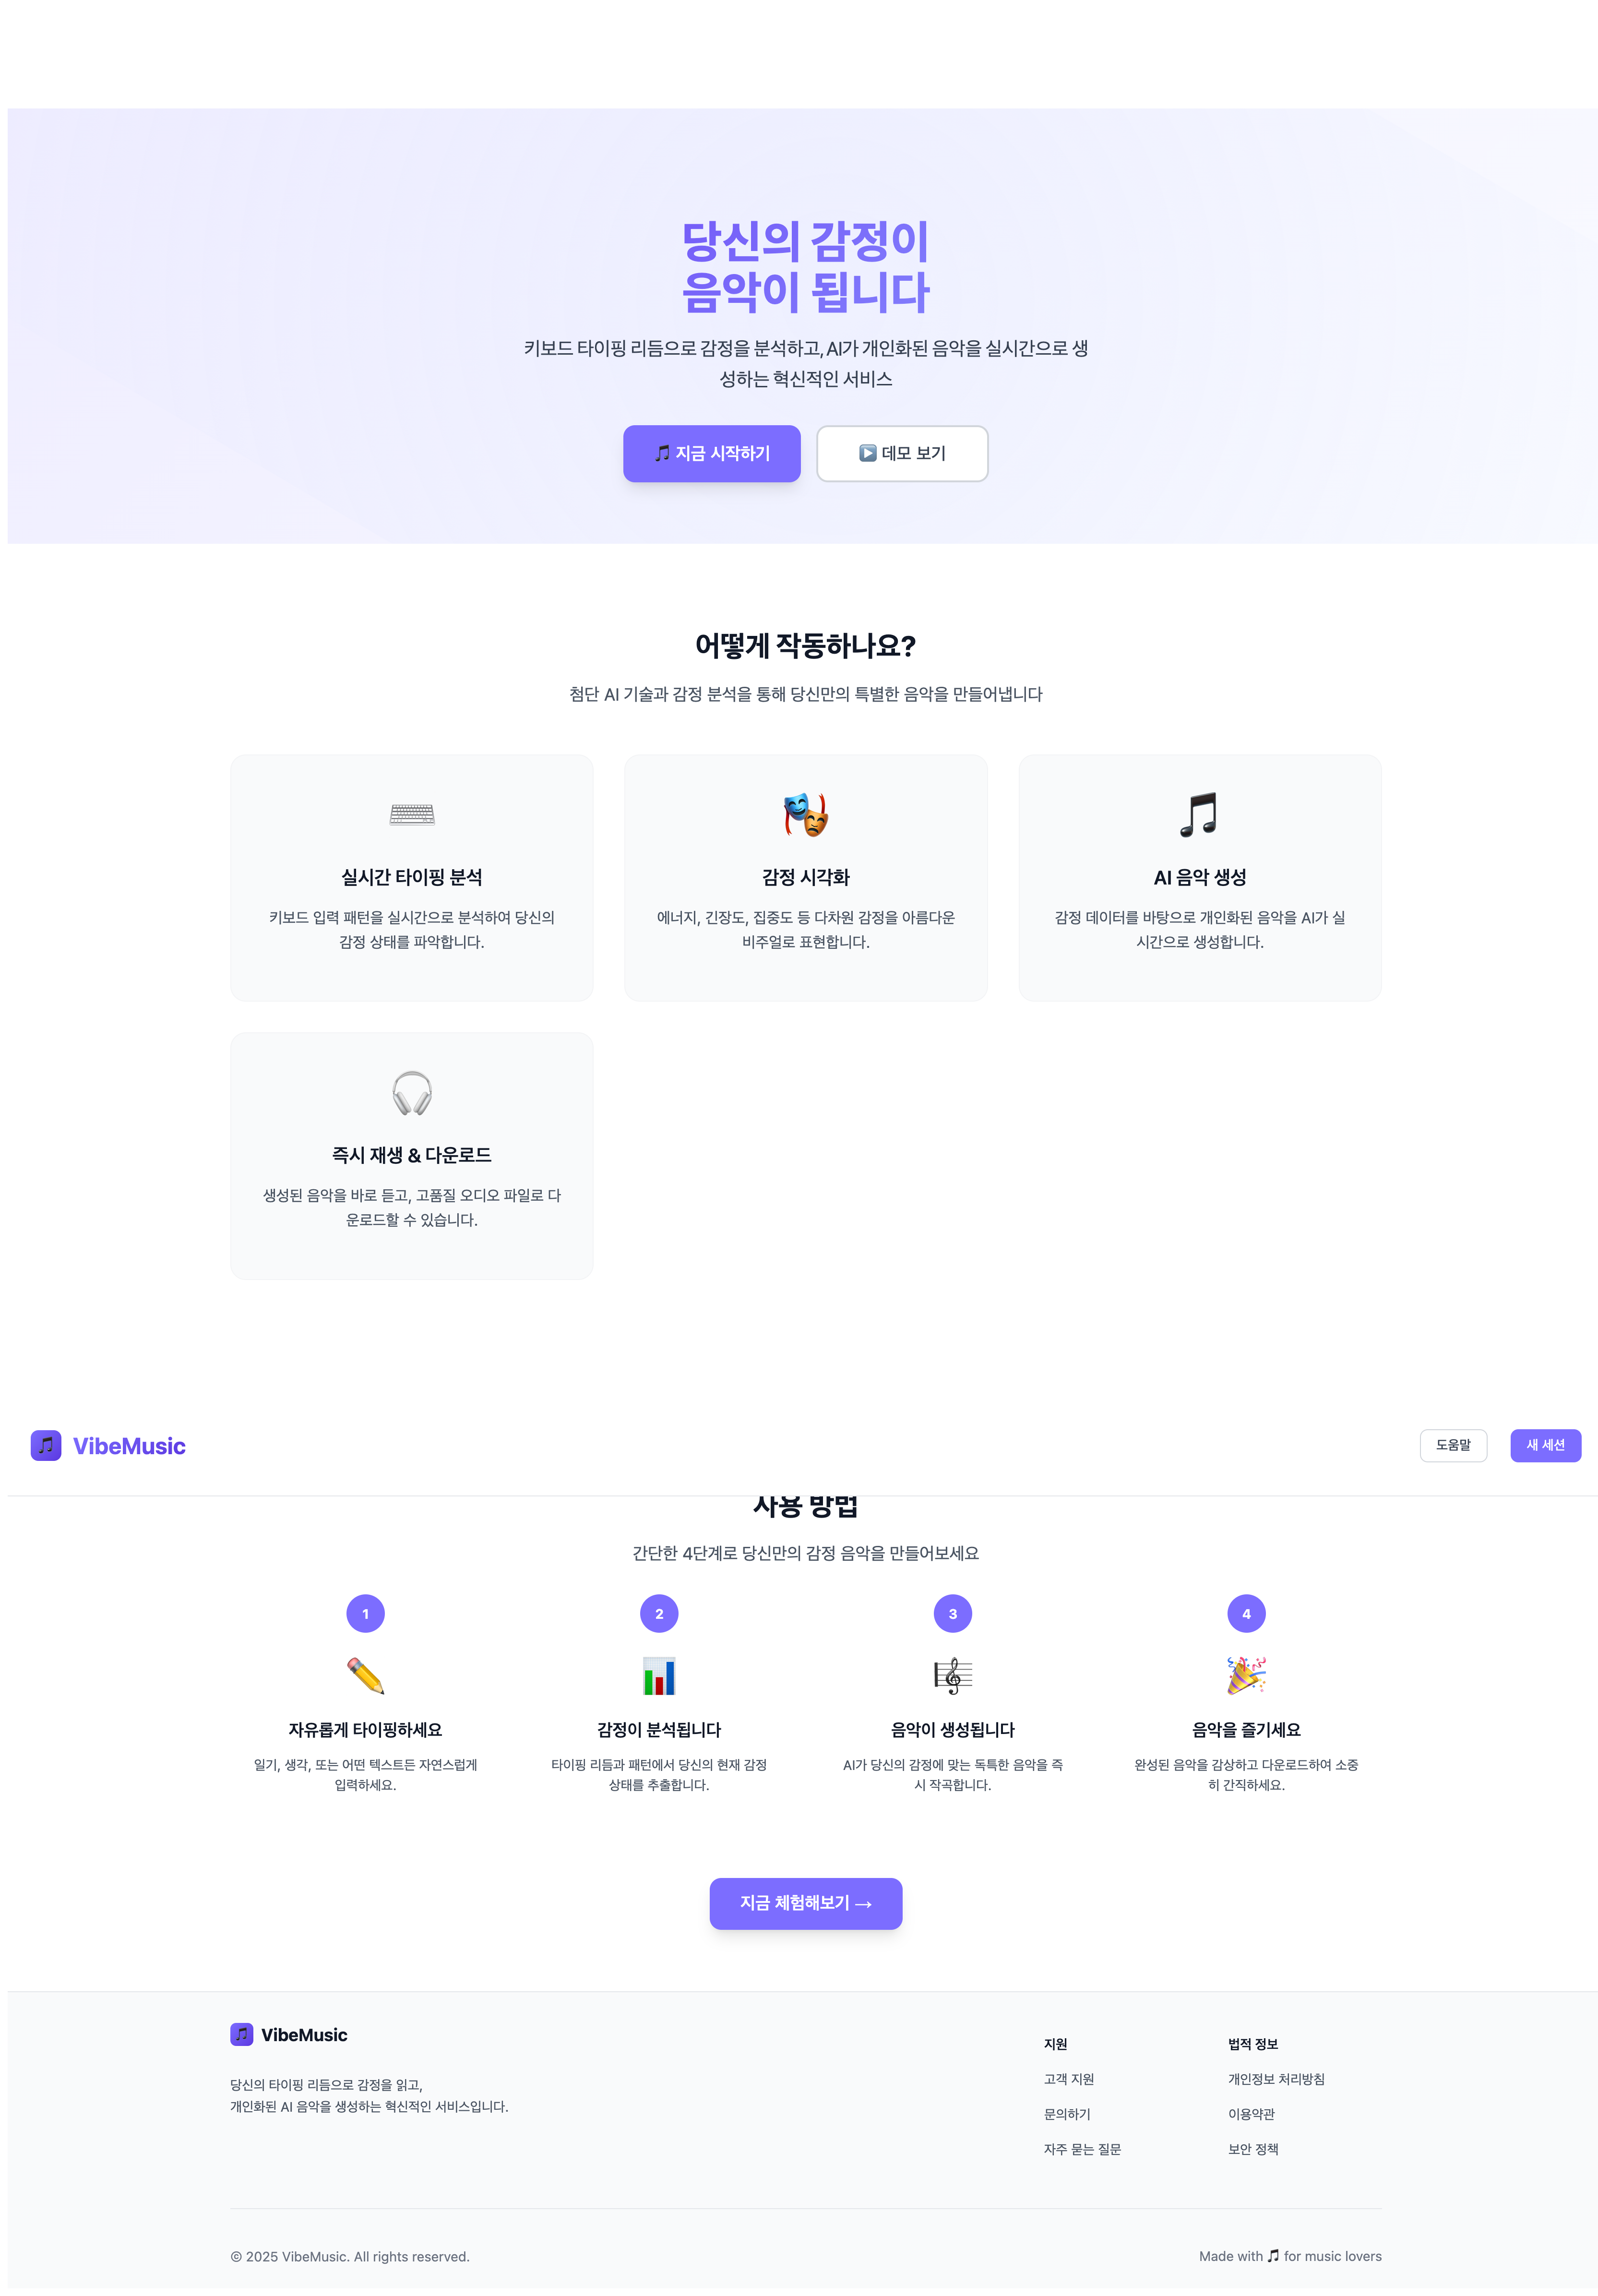 당신의 감정이
음악이 됩니다
키보드 타이핑 리듬으로 감정을 분석하고, AI가 개인화된 음악을 실시간으로 생
성하는 혁신적인 서비스
🎵 지금 시작하기
▶️ 데모 보기
어떻게 작동하나요?
첨단 AI 기술과 감정 분석을 통해 당신만의 특별한 음악을 만들어냅니다
실시간 타이핑 분석
키보드 입력 패턴을 실시간으로 분석하여 당신의
감정 상태를 파악합니다.
감정 시각화
에너지, 긴장도, 집중도 등 다차원 감정을 아름다운
비주얼로 표현합니다.
AI 음악 생성
감정 데이터를 바탕으로 개인화된 음악을 AI가 실
시간으로 생성합니다.
즉시 재생 & 다운로드
생성된 음악을 바로 듣고, 고품질 오디오 파일로 다
운로드할 수 있습니다.
VibeMusic
도움말
새 세션
사용 방법
간단한 4단계로 당신만의 감정 음악을 만들어보세요
1
자유롭게 타이핑하세요
일기, 생각, 또는 어떤 텍스트든 자연스럽게
입력하세요.
2
감정이 분석됩니다
타이핑 리듬과 패턴에서 당신의 현재 감정
상태를 추출합니다.
3
음악이 생성됩니다
AI가 당신의 감정에 맞는 독특한 음악을 즉
시 작곡합니다.
4
음악을 즐기세요
완성된 음악을 감상하고 다운로드하여 소중
히 간직하세요.
지금 체험해보기 →
VibeMusic
당신의 타이핑 리듬으로 감정을 읽고,
개인화된 AI 음악을 생성하는 혁신적인 서비스입니다.
지원
고객 지원
문의하기
자주 묻는 질문
법적 정보
개인정보 처리방침
이용약관
보안 정책
© 2025 VibeMusic. All rights reserved.
Made with 🎵 for music lovers